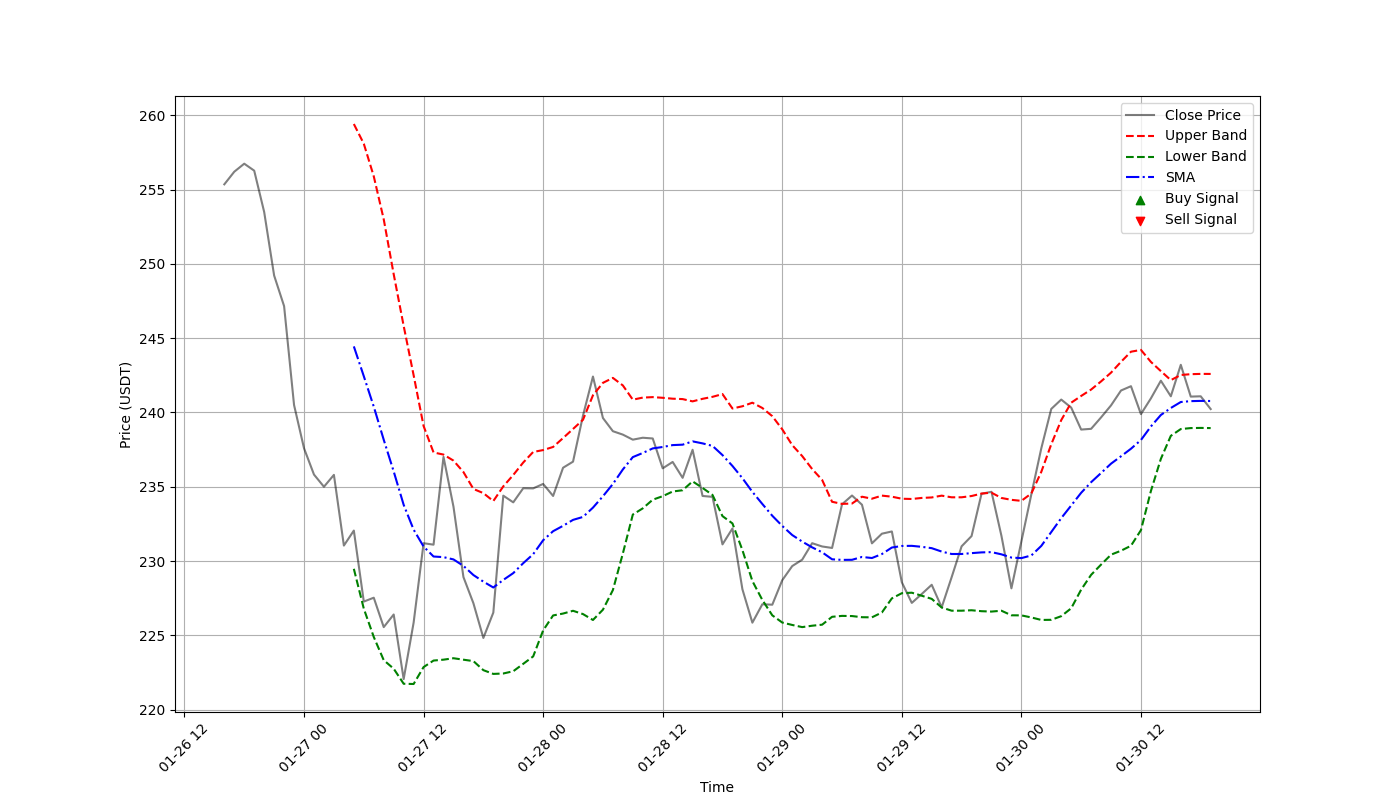 260
255
250
245
240
235
230
225
220
Price (USDT)
Close Price
Upper Band
Lower Band
SMA
Buy Signal
Sell Signal
01-26 12
01-27 00
01-27 12
01-28 00
01-28 12
01-29 00
01-29 12
01-30 00
01-30 12
Time